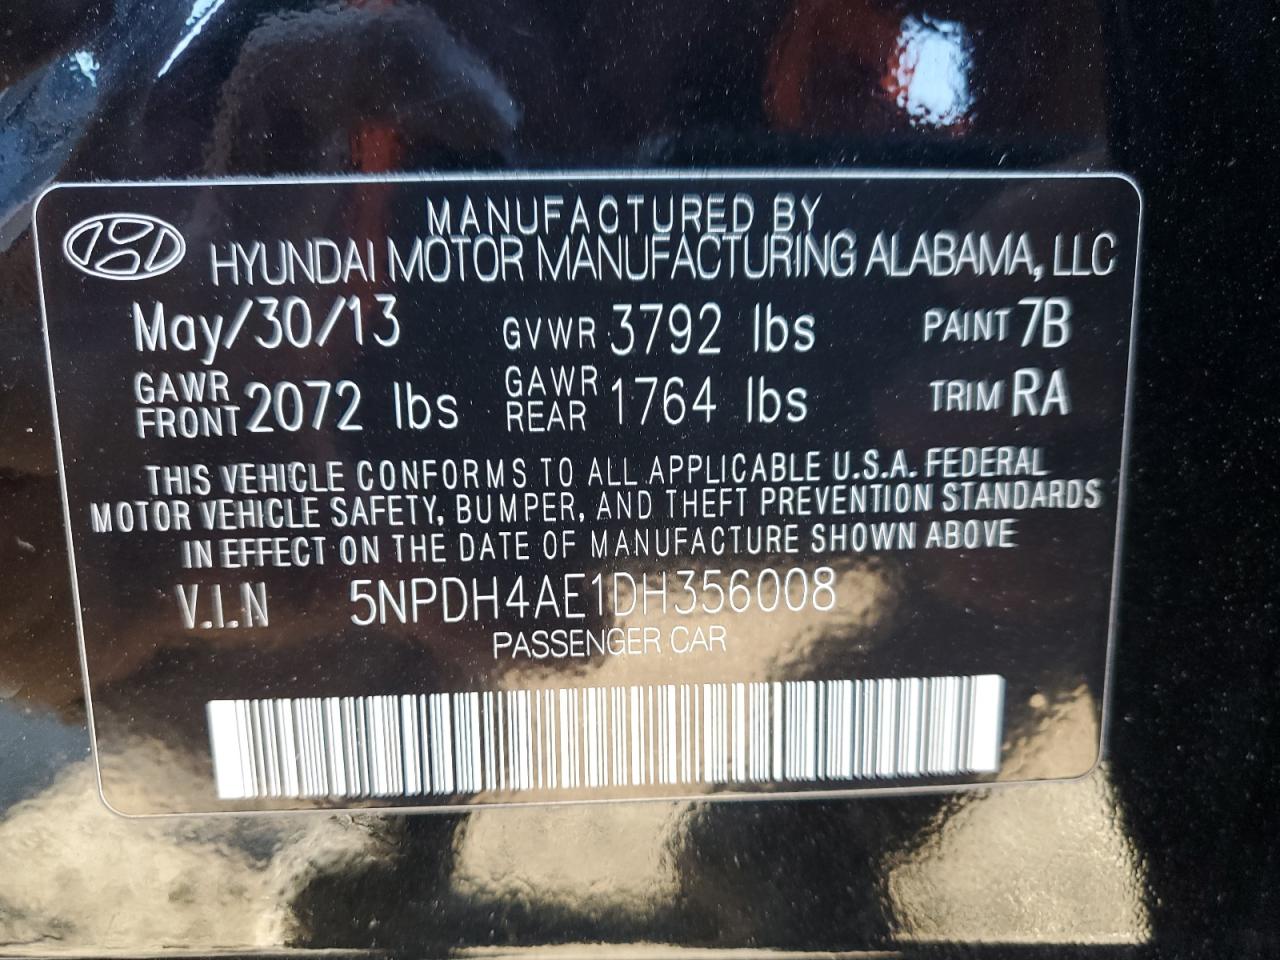 MANUFACTURED BY
HYUNDAI MOTOR MANUFACTURING ALABAMA, LLC
May/30/13 GVWR 3792 lbs PAINT 7B
GAWR FRONT 2072 lbs GAWR REAR 1764 lbs TRIM RA
THIS VEHICLE CONFORMS TO ALL APPLICABLE U.S.A. FEDERAL
MOTOR VEHICLE SAFETY, BUMPER, AND THEFT PREVENTION STANDARDS
IN EFFECT ON THE DATE OF MANUFACTURE SHOWN ABOVE
V.I.N 5NPDH4AE1DH356008
PASSENGER CAR